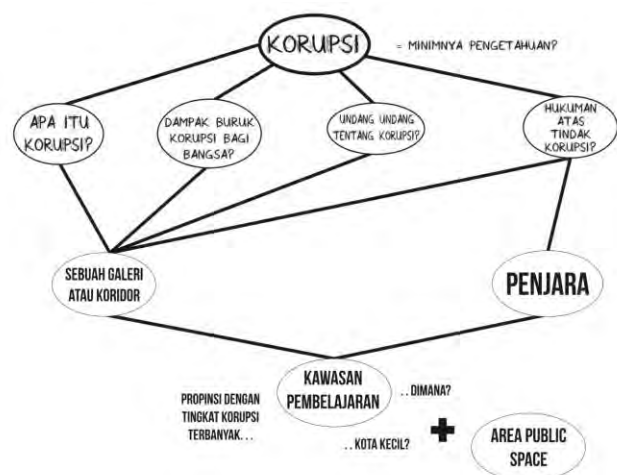 KORUPSI
= MINIMNYA PENGETAHUAN?
APA ITU
KORUPSI?
DAMPAK BURUK
KORUPSI BAGI
BANGSA?
UNDANG UNDANG
TENTANG KORUPSI?
HUKUMAN
ATAS
TINDAK
KORUPSI?
SEBUAH GALERI
ATAU KORIDOR
PENJARA
KAWASAN
PEMBELAJARAN
. . DIMANA?
PROPINSI DENGAN
TINGKAT KORUPSI
TERBANYAK. . .
. . KOTA KECIL?
+
AREA PUBLIC
SPACE